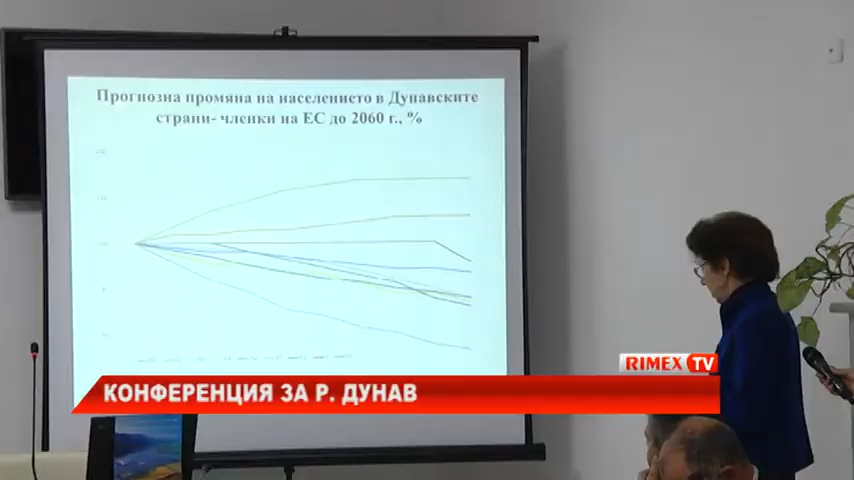 Прогнозна промяна на населението в Дунавските
страни- членки на ЕС до 2060 г., %
RIMEX TV
КОНФЕРЕНЦИЯ ЗА Р. ДУНАВ